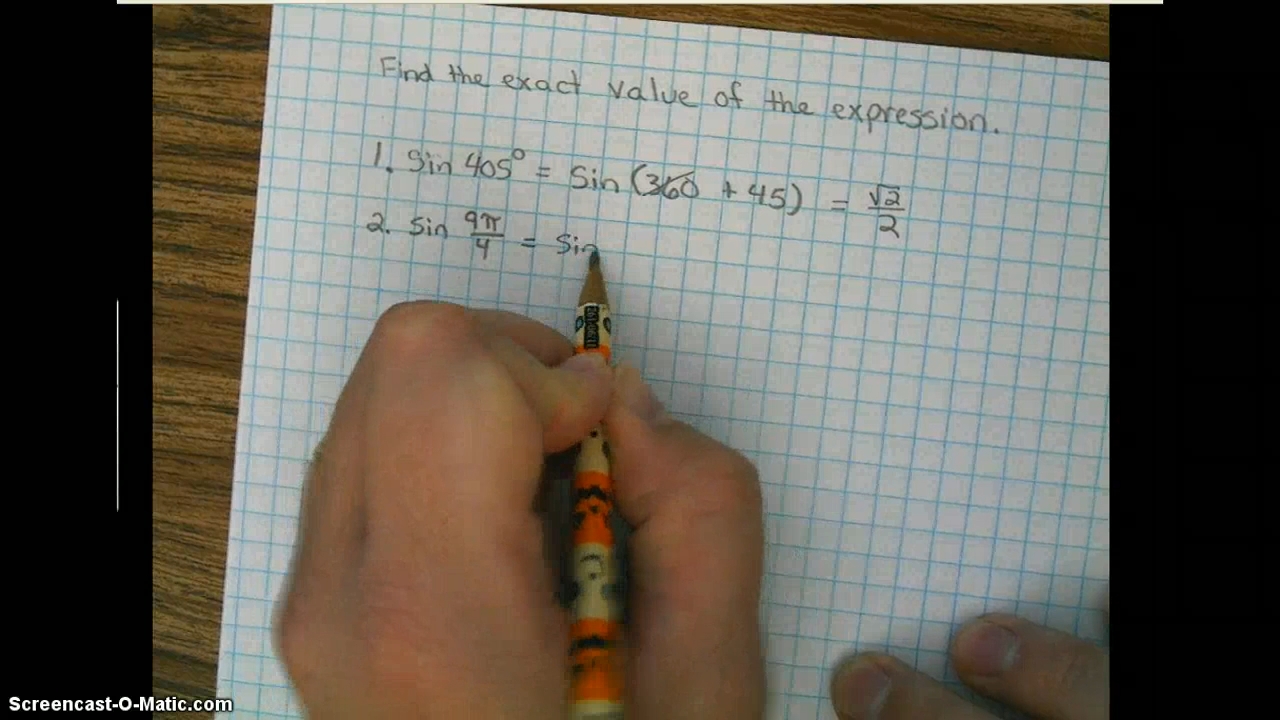 Find the exact value of the expression.
1. Sin 405° = Sin (360 + 45) = √2/2
2. Sin 9π/4 = Sin
Screencast-O-Matic.com